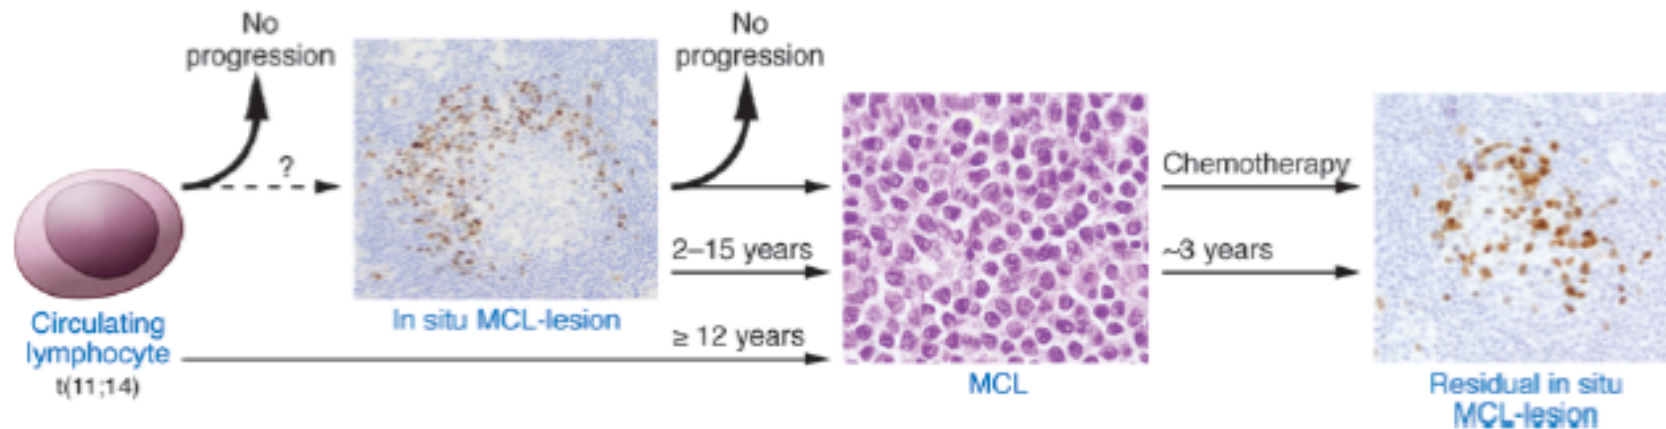 No
progression
No
progression
?
Chemotherapy
2–15 years
~3 years
In situ MCL-lesion
Circulating
lymphocyte
t(11;14)
≥ 12 years
MCL
Residual in situ
MCL-lesion